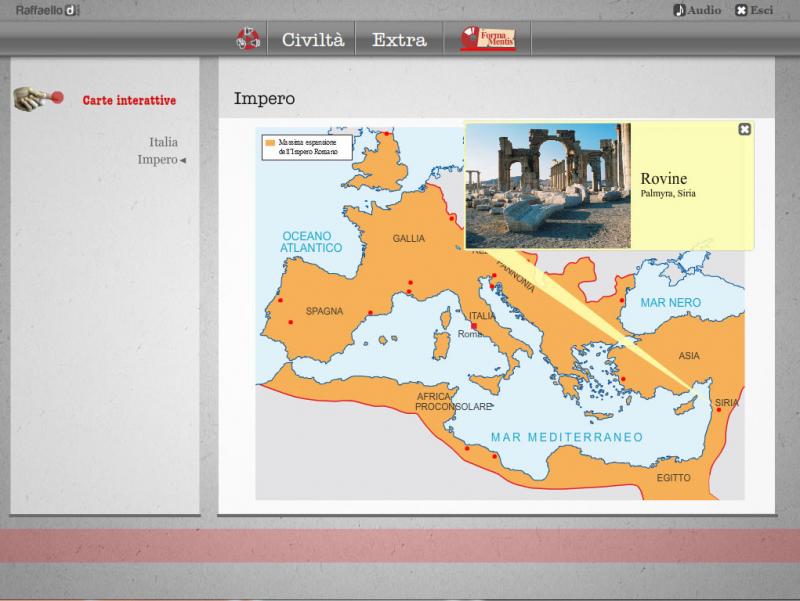 Raffaello d
Audio
Esci
Civiltà
Extra
Forma
Mentis
Carte interattive
Italia
Impero
Impero
Massima espansione
dell'Impero Romano
Rovine
Palmyra, Siria
OCEANO
ATLANTICO
GALLIA
PANNONIA
MAR NERO
SPAGNA
ITALIA
Roma
ASIA
SIRIA
AFRICA
PROCONSOLARE
MAR MEDITERRANEO
EGITTO